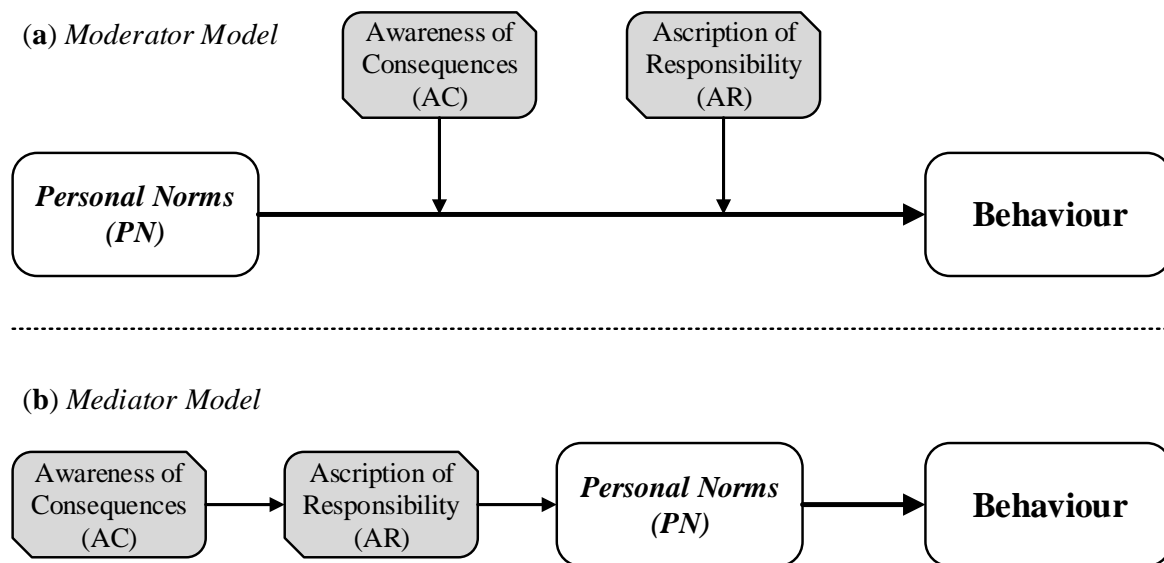 (a) Moderator Model
Awareness of
Consequences
(AC)
Ascription of
Responsibility
(AR)
Personal Norms
(PN)
Behaviour
(b) Mediator Model
Awareness of
Consequences
(AC)
Ascription of
Responsibility
(AR)
Personal Norms
(PN)
Behaviour